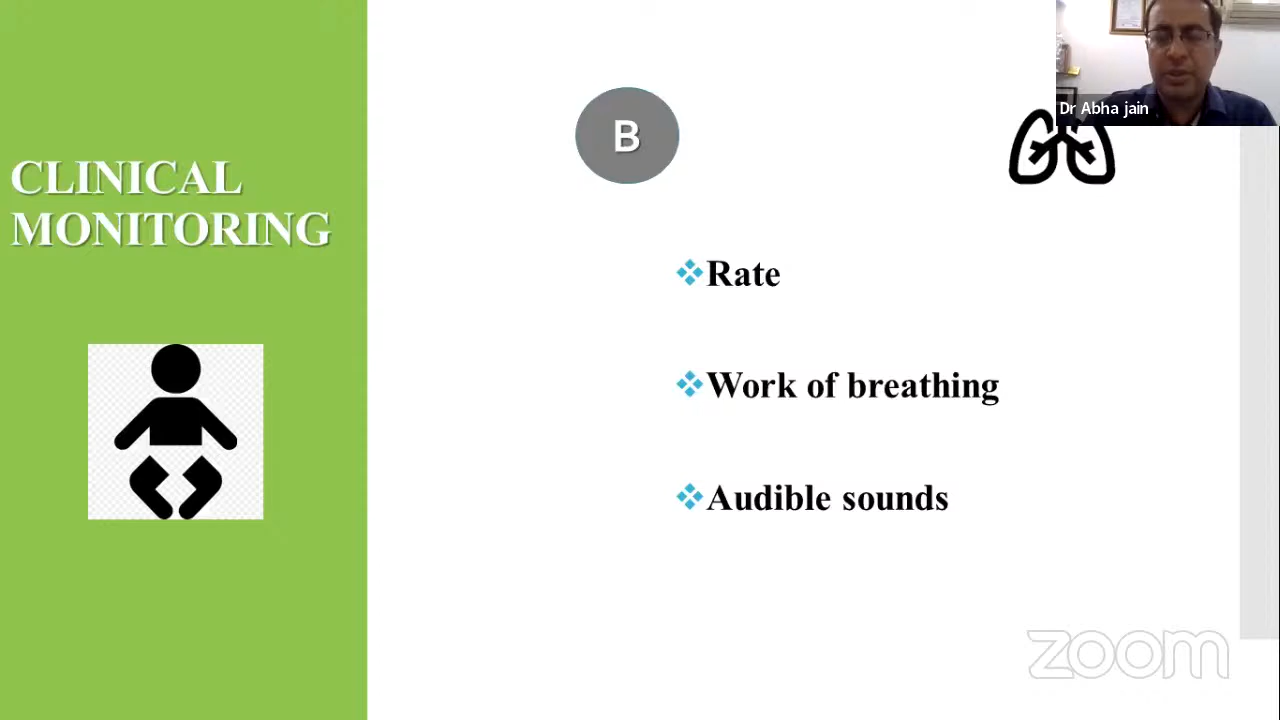 CLINICAL
MONITORING
B
Dr Abha jain
Rate
Work of breathing
Audible sounds
zoom